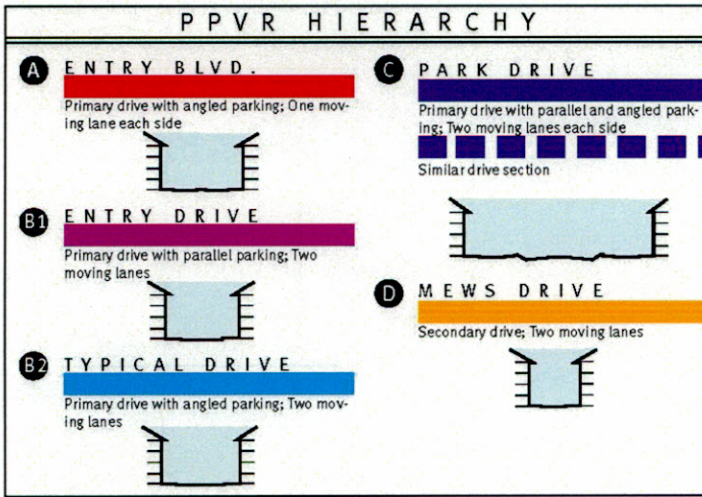 PPVR HIERARCHY
A ENTRY BLVD.
Primary drive with angled parking; One mov-
ing lane each side
B1 ENTRY DRIVE
Primary drive with parallel parking; Two
moving lanes
B2 TYPICAL DRIVE
Primary drive with angled parking; Two mov-
ing lanes
C PARK DRIVE
Primary drive with parallel and angled park-
ing; Two moving lanes each side
Similar drive section
D MEWS DRIVE
Secondary drive; Two moving lanes